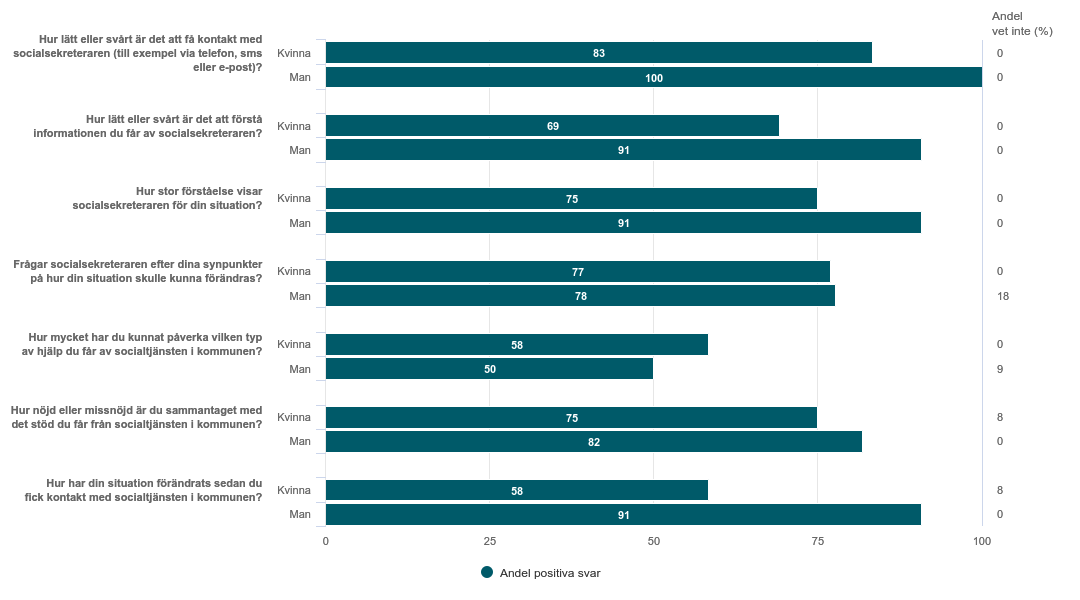 Andel
vet inte (%)
Hur lätt eller svårt är det att få kontakt med
socialsekreteraren (till exempel via telefon, sms
eller e-post)?
Kvinna 83 0
Man 100 0
Hur lätt eller svårt är det att förstå
informationen du får av socialsekreteraren?
Kvinna 69 0
Man 91 0
Hur stor förståelse visar
socialsekreteraren för din situation?
Kvinna 75 0
Man 91 0
Frågar socialsekreteraren efter dina synpunkter
på hur din situation skulle kunna förändras?
Kvinna 77 0
Man 78 18
Hur mycket har du kunnat påverka vilken typ
av hjälp du får av socialtjänsten i kommunen?
Kvinna 58 0
Man 50 9
Hur nöjd eller missnöjd är du sammantaget med
det stöd du får från socialtjänsten i kommunen?
Kvinna 75 8
Man 82 0
Hur har din situation förändrats sedan du
fick kontakt med socialtjänsten i kommunen?
Kvinna 58 8
Man 91 0
0 25 50 75 100
Andel positiva svar